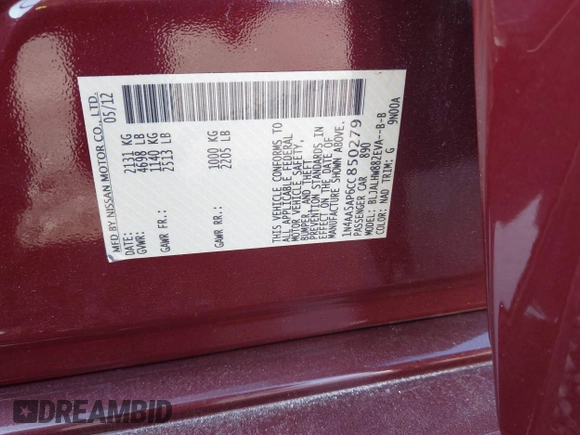 MFD BY NISSAN MOTOR CO., LTD.
DATE: 05/12
GVWR: 2131 KG
4698 LB
GAWR FR.: 1140 KG
2513 LB
GAWR RR.: 1000 KG
2205 LB
THIS VEHICLE CONFORMS TO
ALL APPLICABLE FEDERAL
MOTOR VEHICLE SAFETY,
BUMPER, AND THEFT
PREVENTION STANDARDS IN
EFFECT ON THE DATE OF
MANUFACTURE SHOWN ABOVE.
1N4AA5AP6CC850279
PASSENGER CAR 890
MODEL: BLJALHWR82EVA--B-B
COLOR: NAD TRIM: G 9N00A
DREAMBID